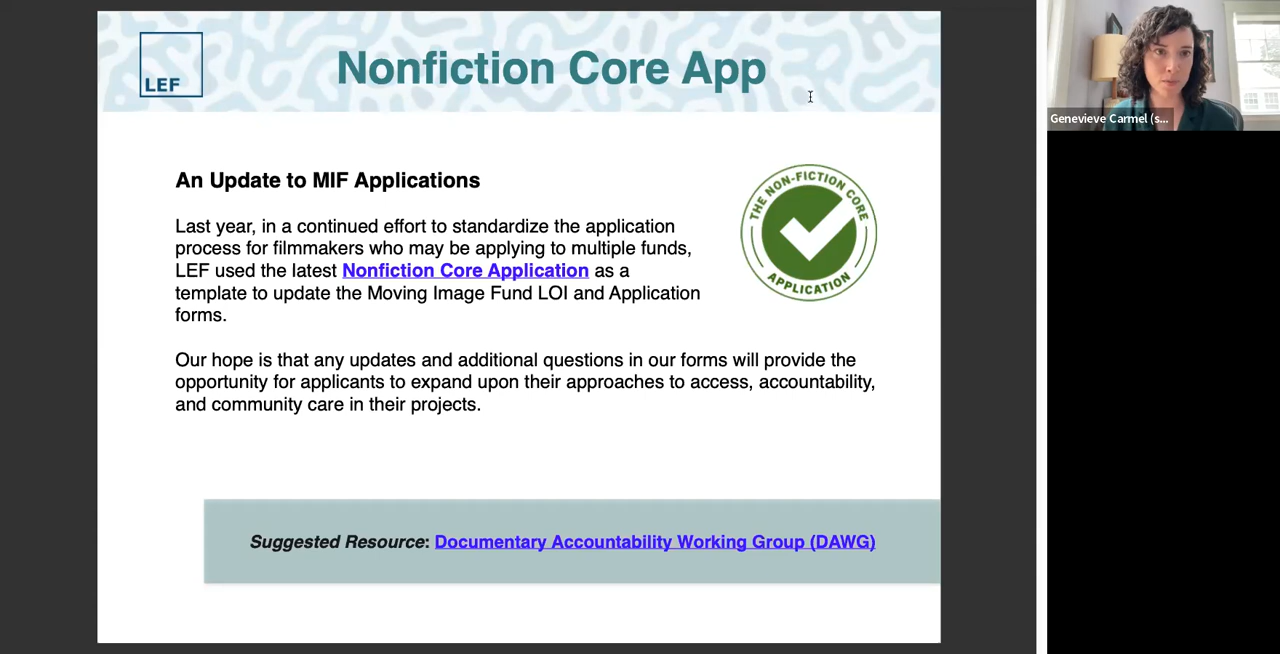 LEF
Nonfiction Core App
Genevieve Carmel (s...
An Update to MIF Applications
THE NON-FICTION CORE
APPLICATION
Last year, in a continued effort to standardize the application
process for filmmakers who may be applying to multiple funds,
LEF used the latest Nonfiction Core Application as a
template to update the Moving Image Fund LOI and Application
forms.
Our hope is that any updates and additional questions in our forms will provide the
opportunity for applicants to expand upon their approaches to access, accountability,
and community care in their projects.
Suggested Resource: Documentary Accountability Working Group (DAWG)